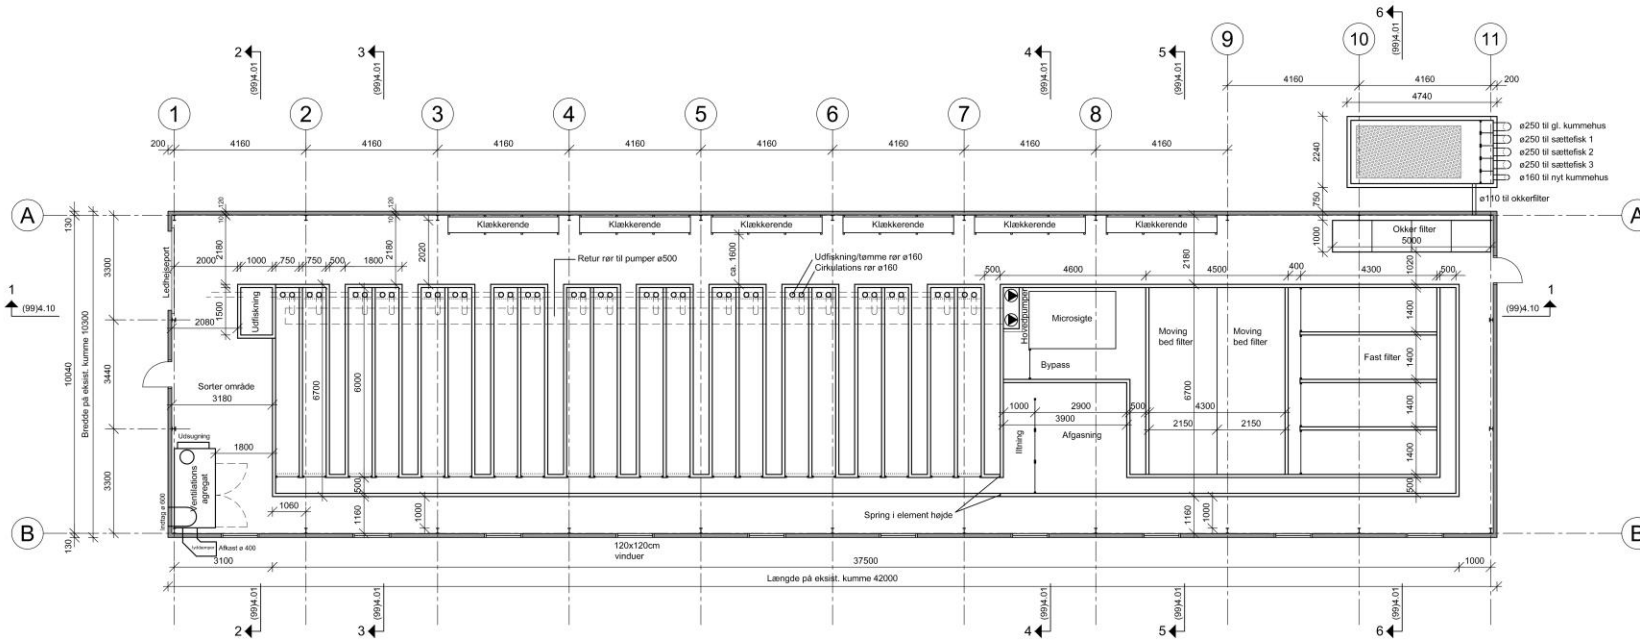 6
(99)4.01
2
(99)4.01
3
(99)4.01
4
(99)4.01
5
(99)4.01
9
10
11
4160
4160
200
4740
1
2
3
4
5
6
7
8
200
4160
4160
4160
4160
4160
4160
4160
4160
2240
750
ø250 til gl. kummehus
ø250 til sættefisk 1
ø250 til sættefisk 2
ø250 til sættefisk 3
ø160 til nyt kummehus
ø110 til okkerfilter
A
A
130
120
120
Klækkerende
Klækkerende
Klækkerende
Klækkerende
Klækkerende
Klækkerende
Okker filter
5000
1000
1020
Ledhejseport
2180
2180
2020
ca. 1600
2180
Retur rør til pumper ø500
Udfiskning/tømme rør ø160
Cirkulations rør ø160
2000
1000
750
750
500
1800
500
4600
4500
400
4300
500
1
(99)4.10
1
(99)4.10
3300
3440
3300
10040
Bredde på eksist. kumme 10300
1500
Udfiskning
2080
Hovedpumper
Microsigte
Bypass
Moving
bed filter
Moving
bed filter
Fast filter
1400
1400
1400
1400
Sorter område
3180
6700
6000
6700
1000
2900
500
4300
3900
2150
2150
Iltning
Afgasning
Udsugning
1800
Ventilations
agregat
Indtag ø 600
Afkast ø 400
500
500
1060
1160
1000
1160
1000
Spring i element højde
B
B
130
120x120cm
vinduer
3100
37500
1000
Længde på eksist. kumme 42000
2
(99)4.01
3
(99)4.01
4
(99)4.01
5
(99)4.01
6
(99)4.01